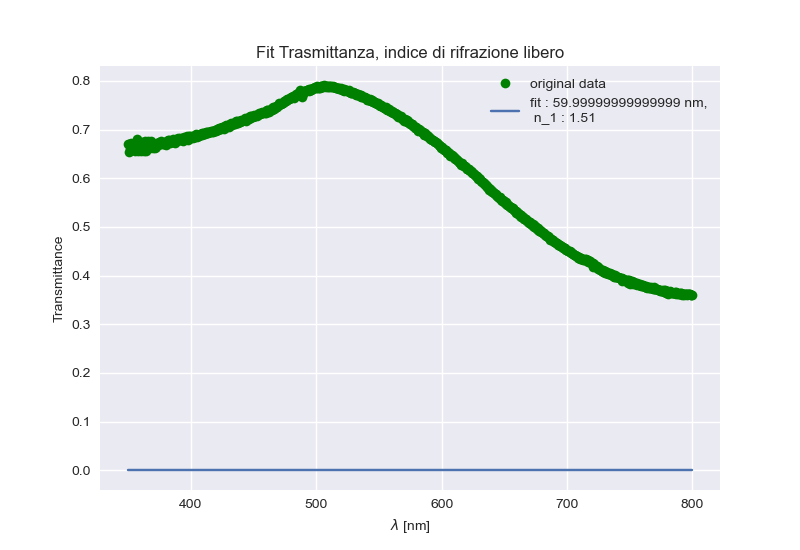 Fit Trasmittanza, indice di rifrazione libero
original data
fit : 59.99999999999999 nm,
n_1 : 1.51
Transmittance
0.8
0.7
0.6
0.5
0.4
0.3
0.2
0.1
0.0
400 500 600 700 800
λ [nm]